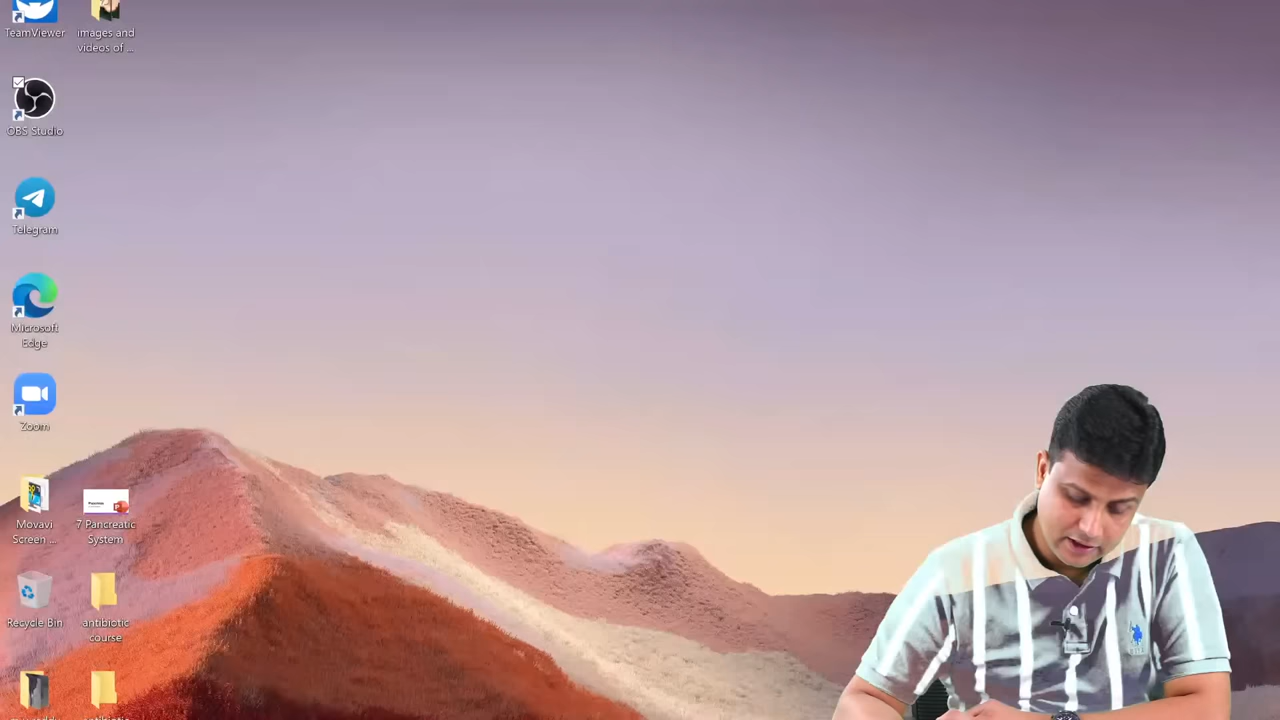 TeamViewer
images and
videos of ...
OBS Studio
Telegram
Microsoft
Edge
Zoom
Movavi
Screen ...
7 Pancreatic
System
Recycle Bin
antibiotic
course